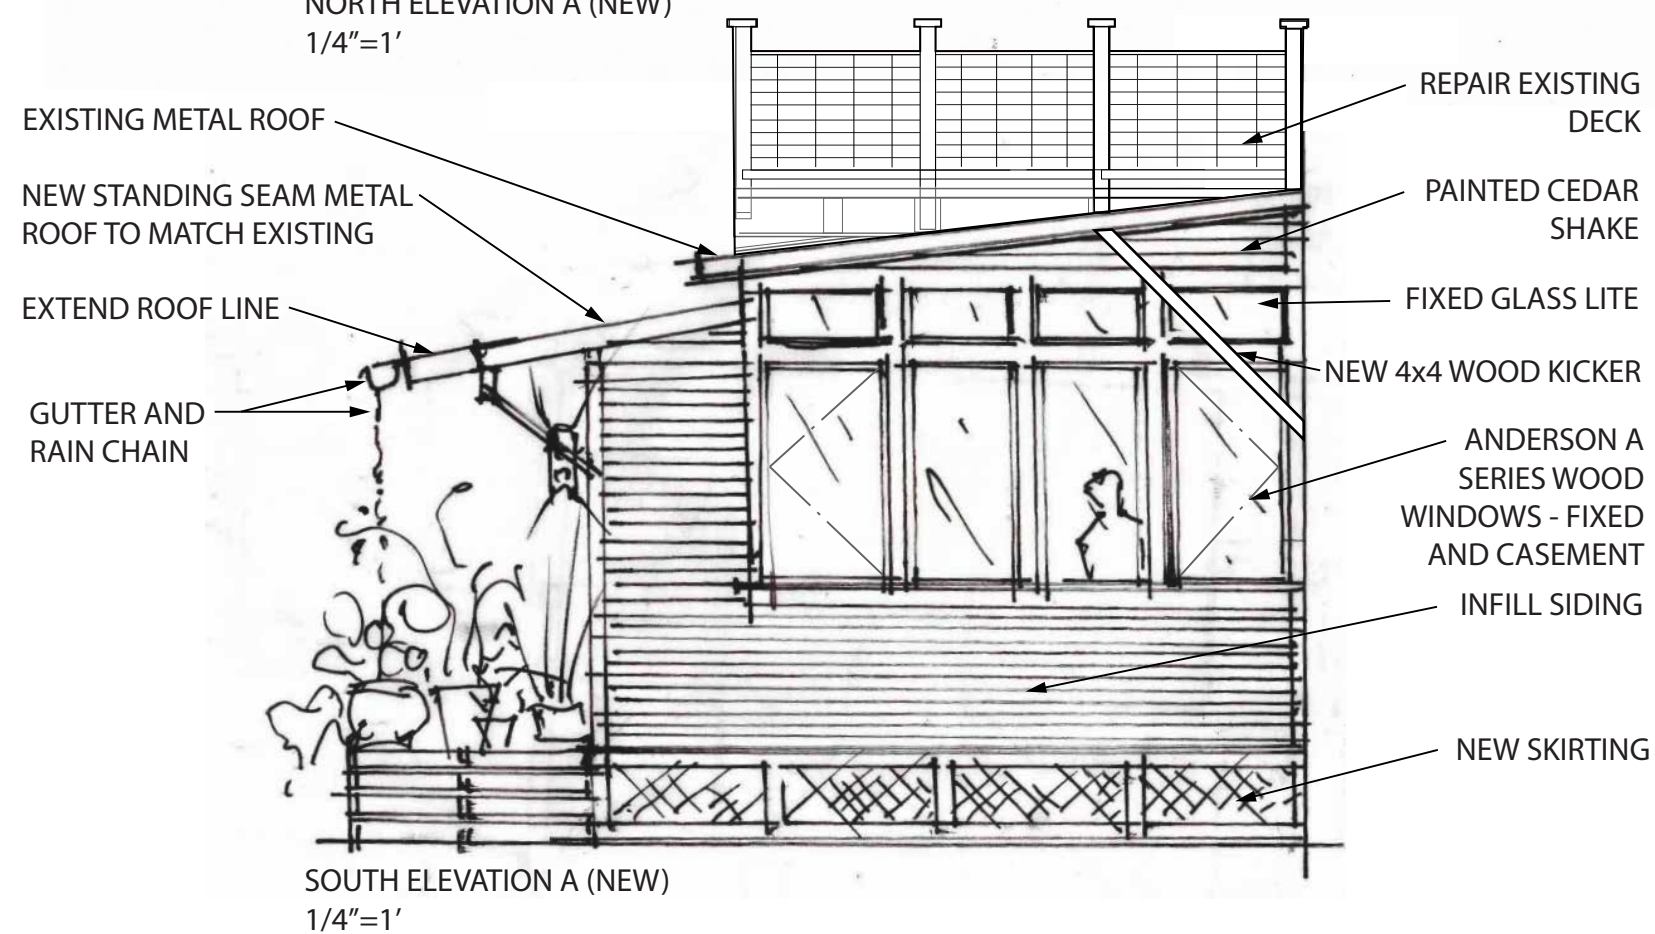 NORTH ELEVATION A (NEW)
1/4"=1'
EXISTING METAL ROOF
NEW STANDING SEAM METAL
ROOF TO MATCH EXISTING
EXTEND ROOF LINE
GUTTER AND
RAIN CHAIN
REPAIR EXISTING
DECK
PAINTED CEDAR
SHAKE
FIXED GLASS LITE
NEW 4x4 WOOD KICKER
ANDERSON A
SERIES WOOD
WINDOWS - FIXED
AND CASEMENT
INFILL SIDING
NEW SKIRTING
SOUTH ELEVATION A (NEW)
1/4"=1'